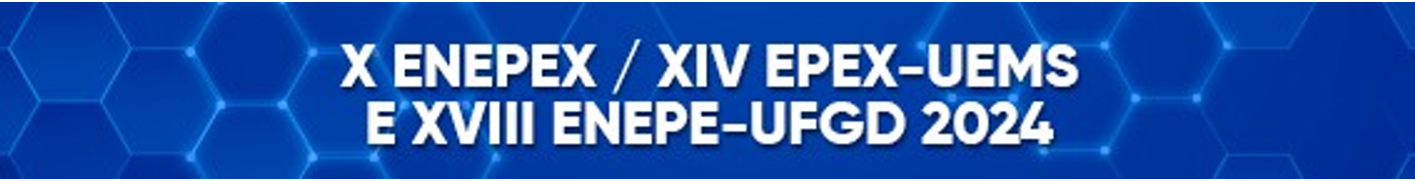 X ENEPEX / XIV EPEX-UEMS
E XVIII ENEPE-UFGD 2024